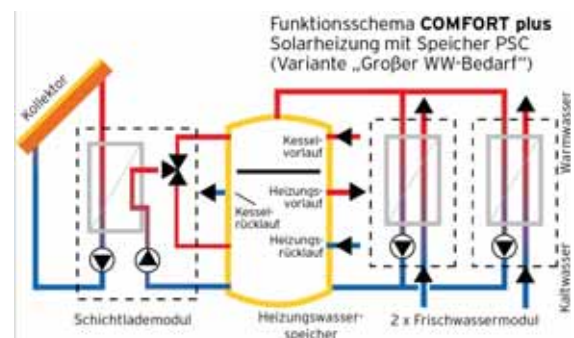 Funktionsschema COMFORT plus
Solarheizung mit Speicher PSC
(Variante „Großer WW-Bedarf")
Kollektor
Kessel-
vorlauf
Heizungs-
vorlauf
Kessel-
rücklauf
Heizungs-
rücklauf
Warmwasser
Kaltwasser
Schichtlademodul
Heizungswasser-
speicher
2 x Frischwassermodul